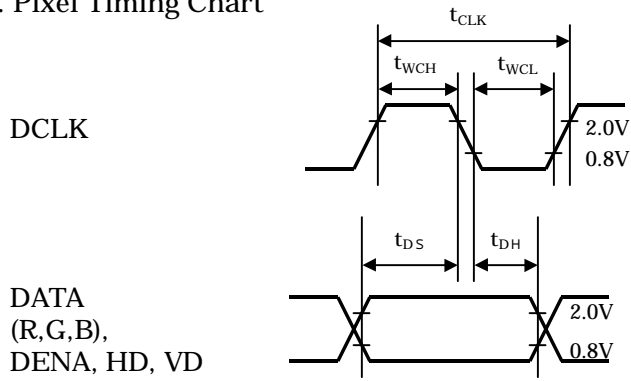 . Pixel Timing Chart
tCLK
tWCH
tWCL
DCLK
2.0V
0.8V
tDS
tDH
DATA
(R,G,B),
DENA, HD, VD
2.0V
0.8V